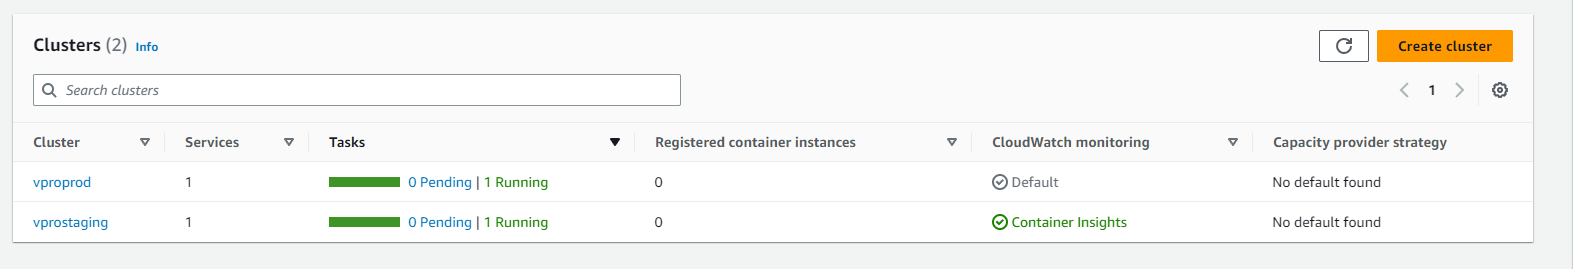 Clusters (2) Info
Create cluster
Search clusters
1
Cluster Services Tasks Registered container instances CloudWatch monitoring Capacity provider strategy
vproprod 1 0 Pending | 1 Running 0 Default No default found
vprostaging 1 0 Pending | 1 Running 0 Container Insights No default found